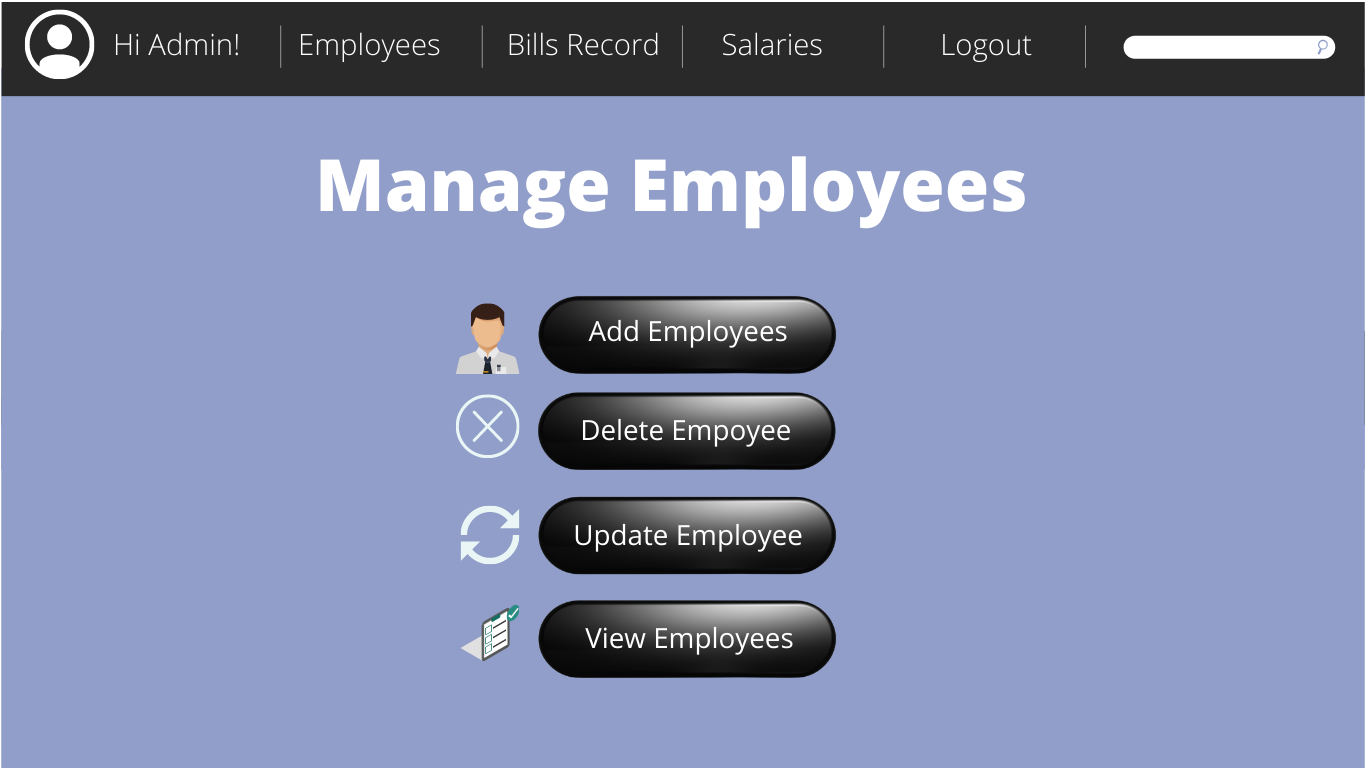 Hi Admin! Employees Bills Record Salaries Logout
Manage Employees
Add Employees
Delete Empoyee
Update Employee
View Employees